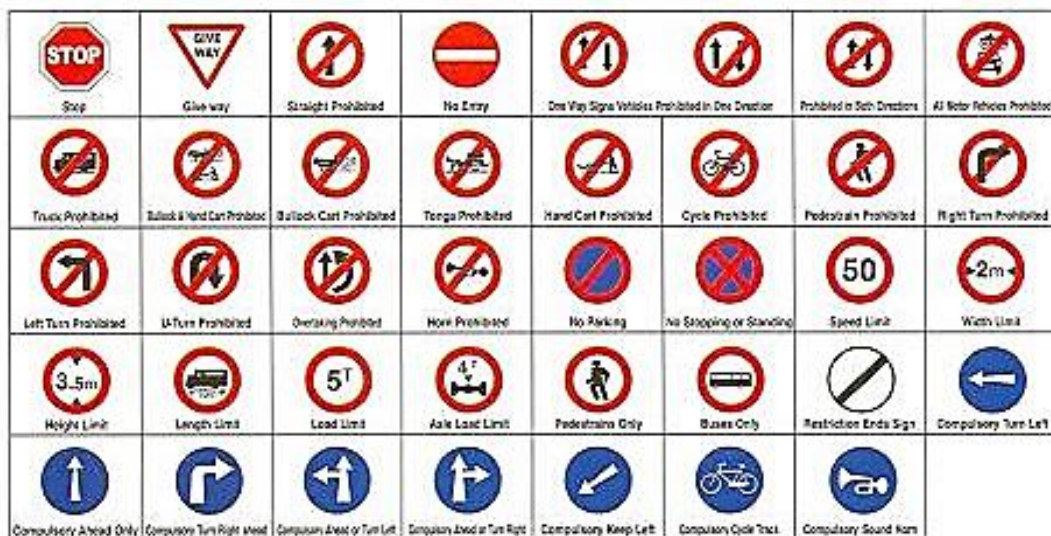 STOP
GIVE
WAY
Stop
Give way
Straight Prohibited
No Entry
One Way Signs Vehicles Prohibited in One Direction
Prohibited in Both Directions
All Motor Vehicles Prohibited
Truck Prohibited
Bullock & Hand Cart Prohibited
Bullock Cart Prohibited
Tonga Prohibited
Hand Cart Prohibited
Cycle Prohibited
Pedestrain Prohibited
Right Turn Prohibited
50
2m
Left Turn Prohibited
U-Turn Prohibited
Overtaking Prohibited
Horn Prohibited
No Parking
No Stopping or Standing
Speed Limit
Width Limit
3.5m
5T
4T
Height Limit
Length Limit
Load Limit
Axle Load Limit
Pedestrains Only
Buses Only
Restriction Ends Sign
Compulsory Turn Left
Compulsory Ahead Only
Compulsory Turn Right Ahead
Compulsory Ahead or Turn Left
Compulsory Ahead or Turn Right
Compulsory Keep Left
Compulsory Cycle Track
Compulsory Sound Horn